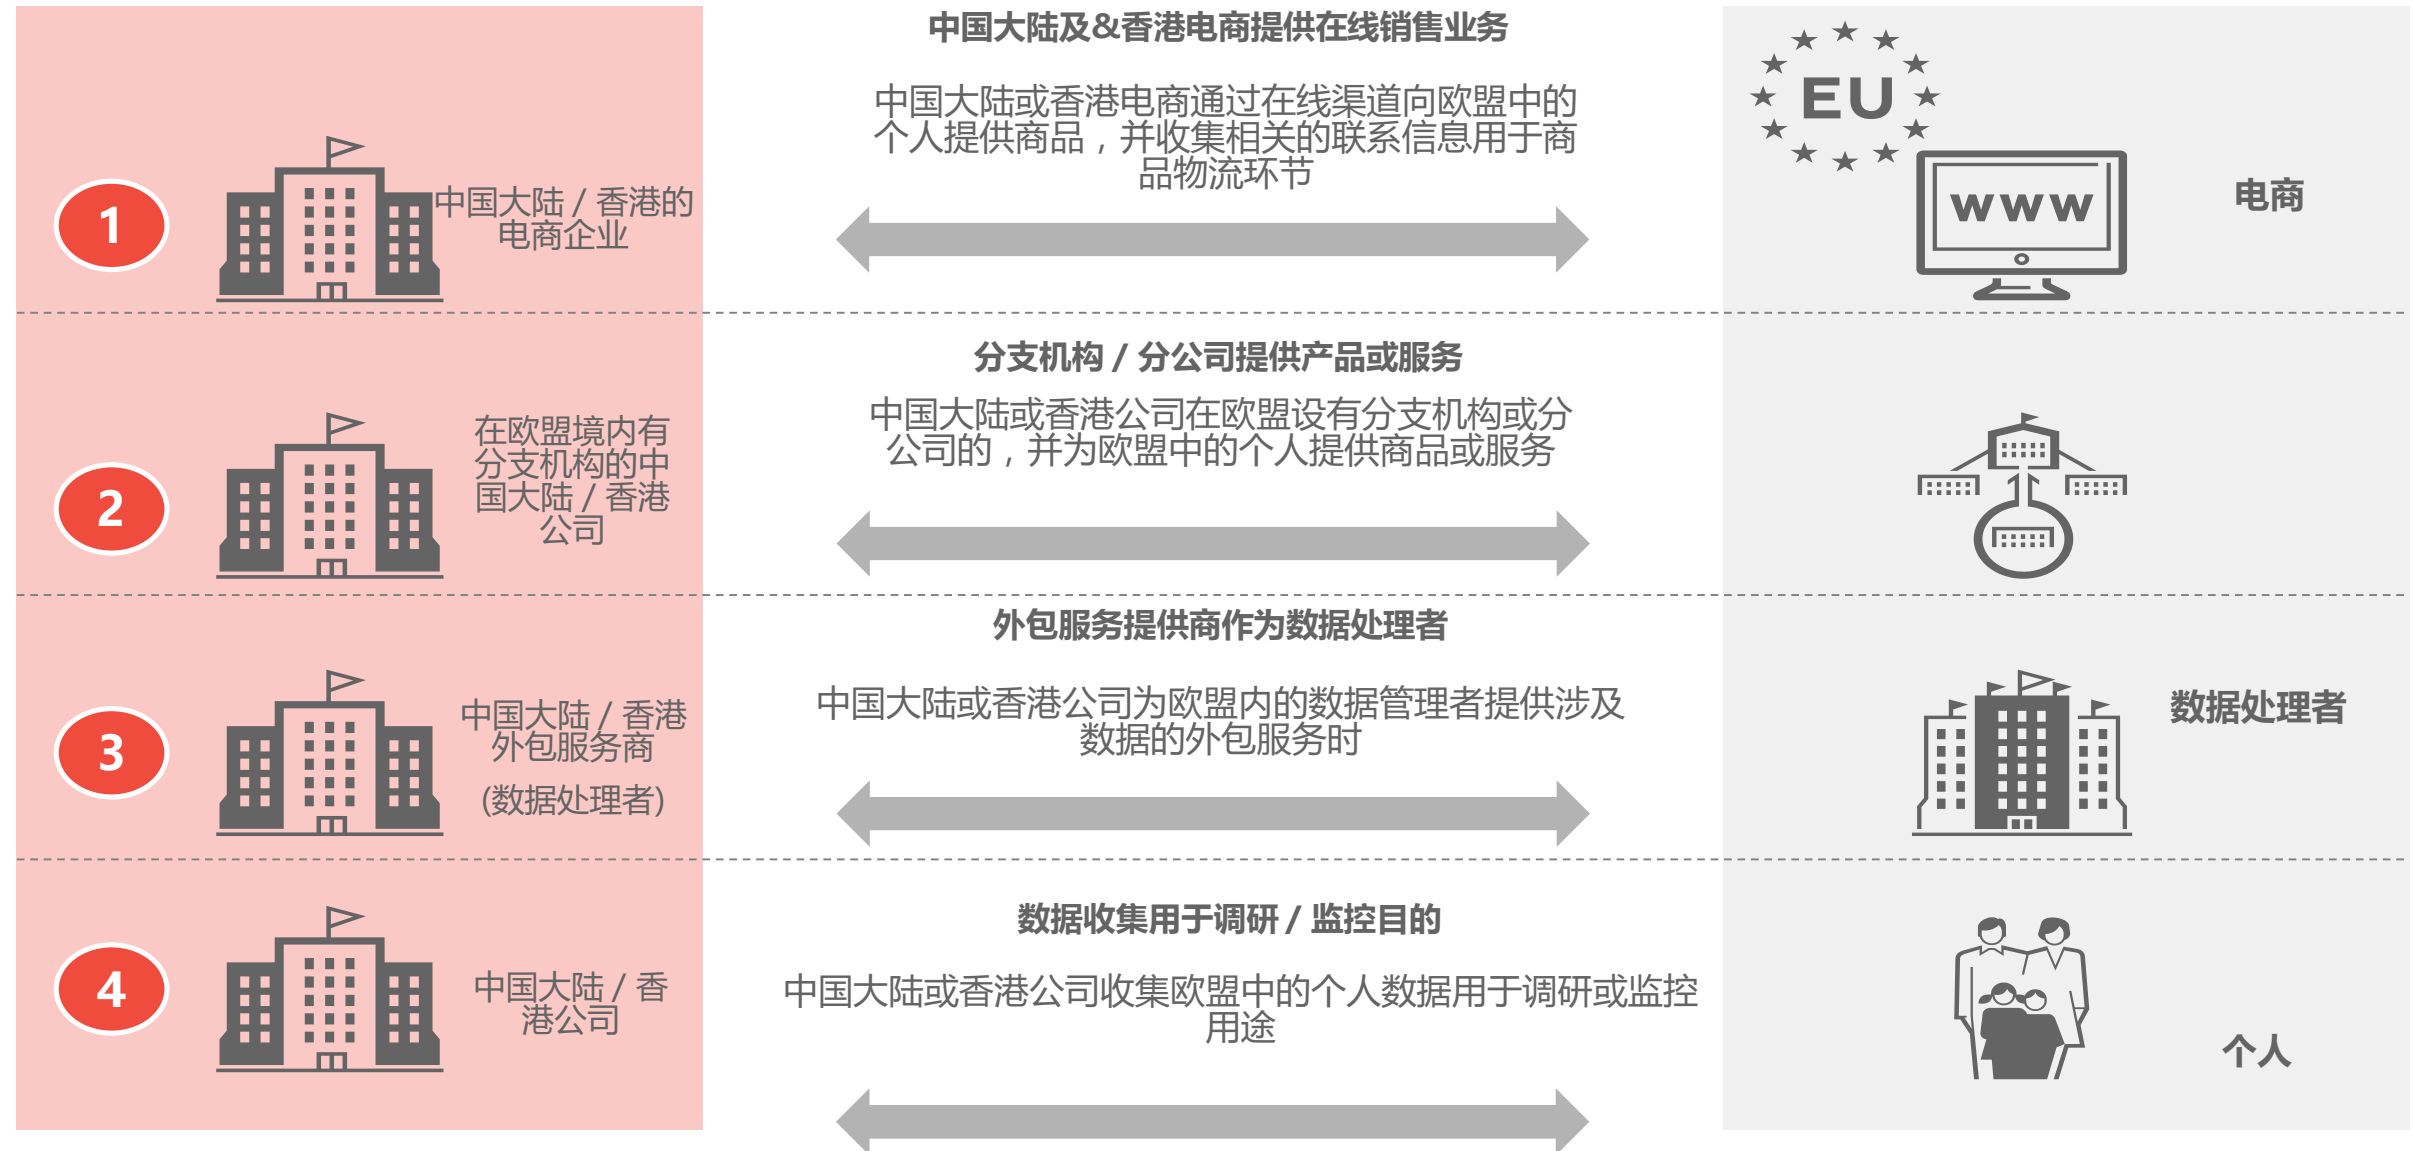 中国大陆及&香港电商提供在线销售业务
中国大陆或香港电商通过在线渠道向欧盟中的
个人提供商品，并收集相关的联系信息用于商
品物流环节
1
中国大陆 / 香港的
电商企业
EU
WWW
电商
分支机构 / 分公司提供产品或服务
中国大陆或香港公司在欧盟设有分支机构或分
公司的，并为欧盟中的个人提供商品或服务
2
在欧盟境内有
分支机构的中
国大陆 / 香港
公司
外包服务提供商作为数据处理者
中国大陆或香港公司为欧盟内的数据管理者提供涉及
数据的外包服务时
3
中国大陆 / 香港
外包服务商
(数据处理者)
数据处理者
数据收集用于调研 / 监控目的
中国大陆或香港公司收集欧盟中的个人数据用于调研或监控
用途
4
中国大陆 / 香
港公司
个人